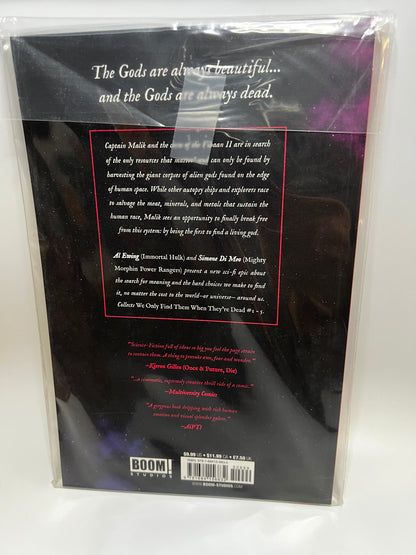 The Gods are always beautiful...
and the Gods are always dead.
Captain Malik and the crew of the Vihaan II are in search
of the only resources that matter and can only be found by
harvesting the giant corpses of alien gods found on the edge
of human space. While other autopsy ships and explorers race
to salvage the meat, minerals, and metals that sustain the
human race, Malik sees an opportunity to finally break free
from this system: by being the first to find a living god.
Al Ewing (Immortal Hulk) and Simone Di Meo (Mighty
Morphin Power Rangers) present a new sci-fi epic about
the search for meaning and the hard choices we make to find
it, no matter the cost to the world—or universe— around us.
Collects We Only Find Them When They're Dead #1 - 5.
"Science-Fiction full of ideas so big you feel the page strain
to contain them. A thing to provoke awe, fear and wonder."
—Kieron Gillen (Once & Future, Die)
"A cinematic, supremely creative thrill ride of a comic."
—Multiversity Comics
"A gorgeous book dripping with rich human
emotion and visual splendor galore."
—AIPT!
$9.99 US • $11.99 CA • £7.50 UK
BOOM!
STUDIOS
WWW.BOOM-STUDIOS.COM